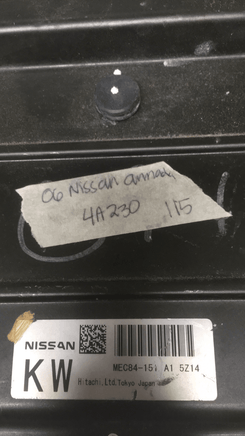 06 Nissan armada
4A230 115
NISSAN
KW
MEC84-151 A1 5Z14
Hitachi,Ltd.Tokyo Japan